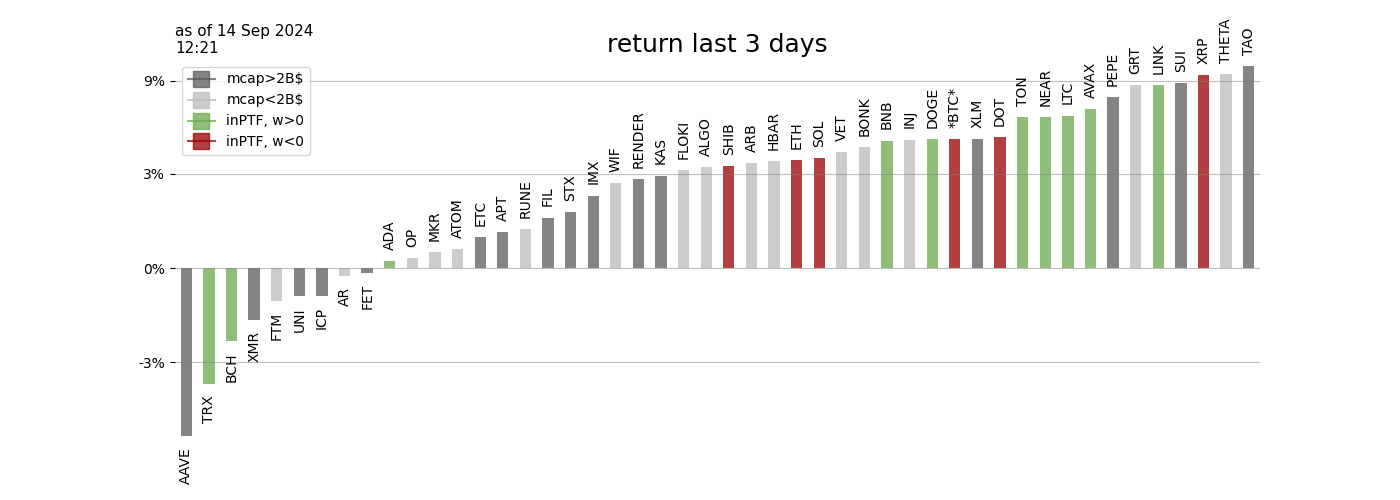 as of 14 Sep 2024
12:21
return last 3 days
mcap>2B$
mcap<2B$
inPTF, w>0
inPTF, w<0
9%
3%
0%
-3%
AAVE
TRX
BCH
XMR
FTM
UNI
ICP
AR
FET
ADA
OP
MKR
ATOM
ETC
APT
RUNE
FIL
STX
IMX
WIF
RENDER
KAS
FLOKI
ALGO
SHIB
ARB
HBAR
ETH
SOL
VET
BONK
BNB
INJ
DOGE
*BTC*
XLM
DOT
TON
NEAR
LTC
AVAX
PEPE
GRT
LINK
SUI
XRP
THETA
TAO